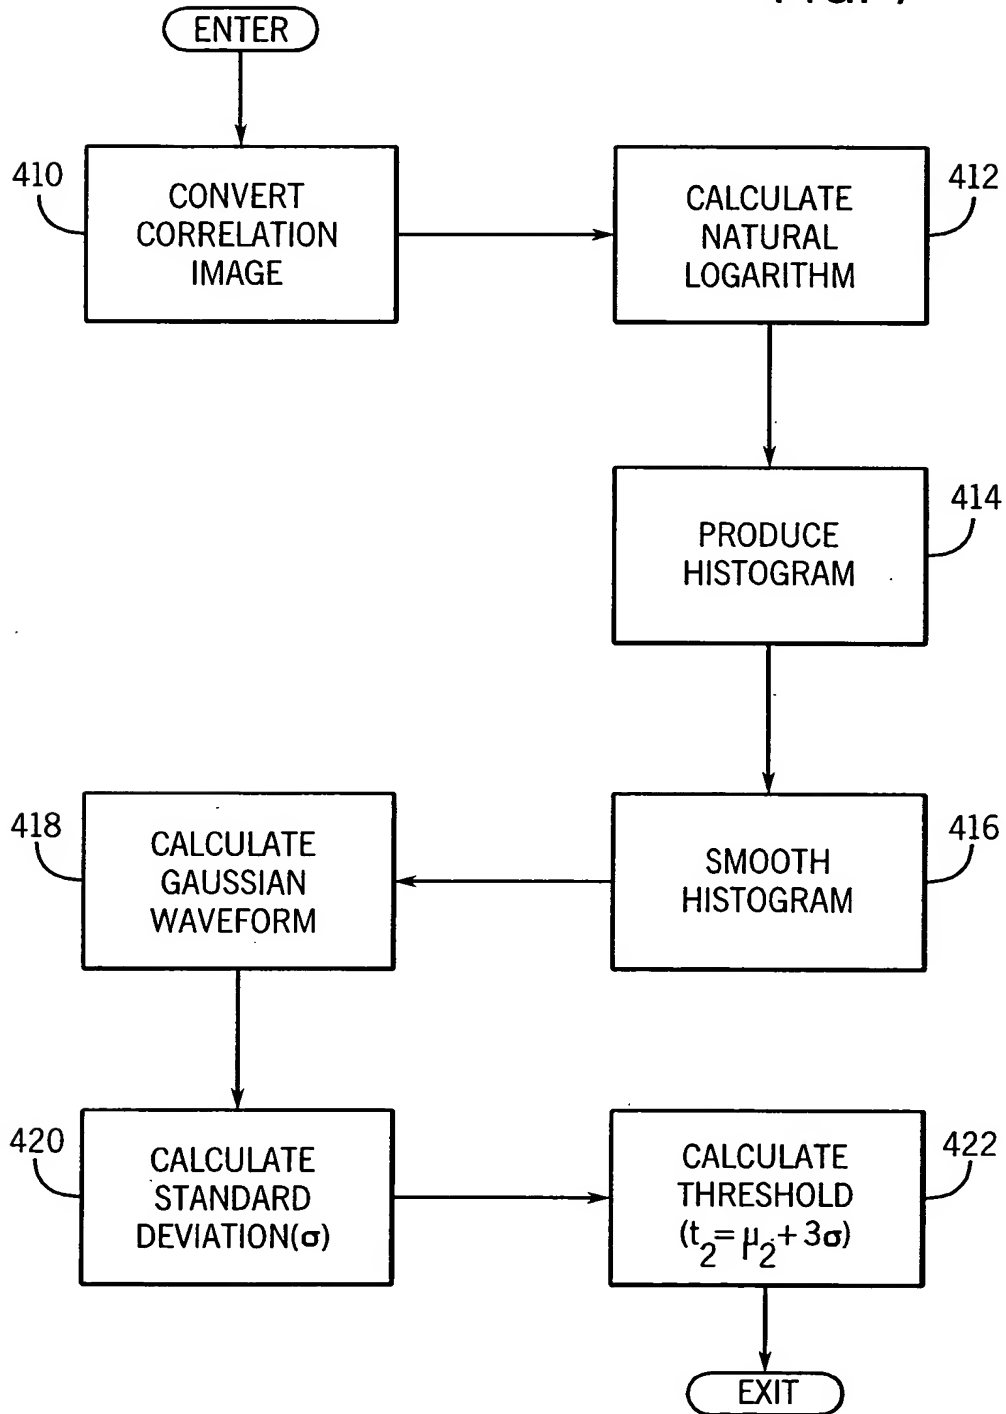 ENTER
410
CONVERT
CORRELATION
IMAGE
412
CALCULATE
NATURAL
LOGARITHM
414
PRODUCE
HISTOGRAM
416
SMOOTH
HISTOGRAM
418
CALCULATE
GAUSSIAN
WAVEFORM
420
CALCULATE
STANDARD
DEVIATION(σ)
422
CALCULATE
THRESHOLD
(t₂= μ₂+ 3σ)
EXIT